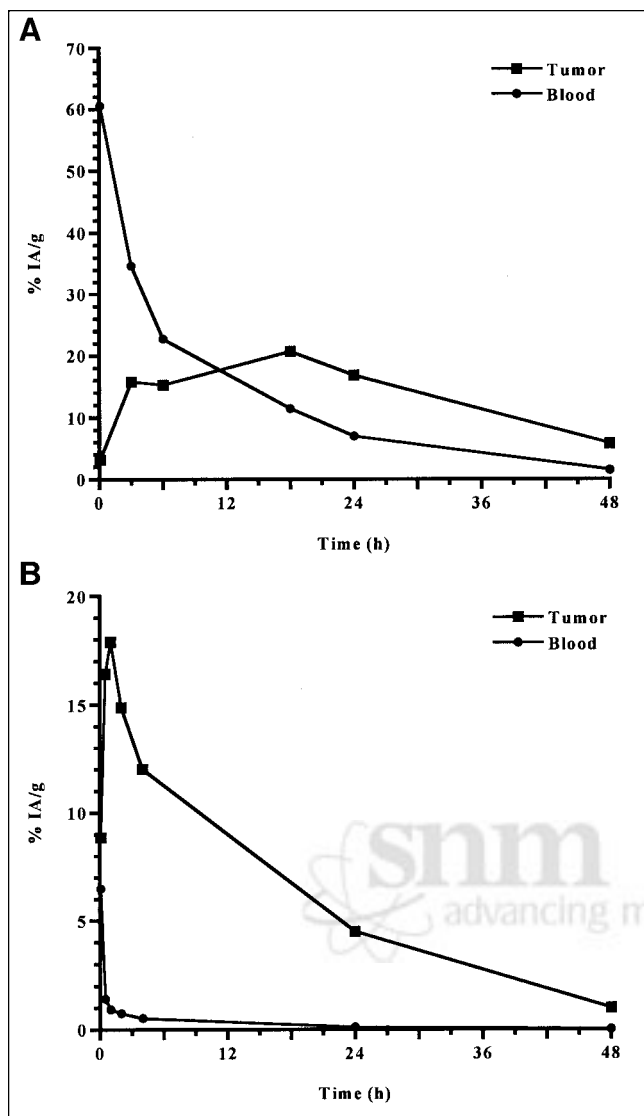 A
70
60
50
40
30
20
10
0
% IA/g
Tumor
Blood
0 12 24 36 48
Time (h)
B
20
15
10
5
0
% IA/g
Tumor
Blood
snm
advancing m
0 12 24 36 48
Time (h)